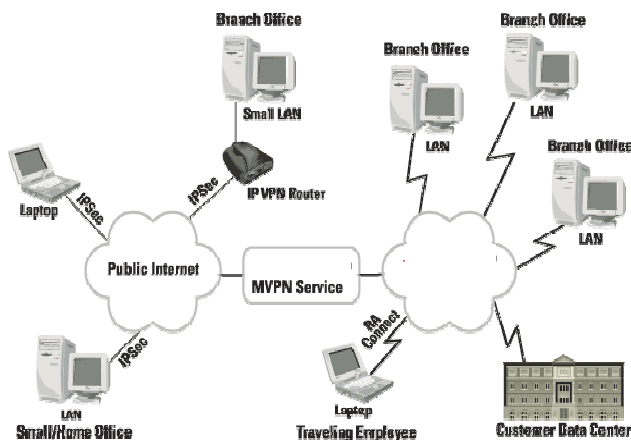 Branch Office
Small LAN
IP VPN Router
IPSec
Laptop
IPSec
Public Internet
IPSec
LAN
Small/Home Office
MVPN Service
Branch Office
LAN
Branch Office
LAN
Branch Office
LAN
RA
Connect
Laptop
Traveling Employee
Customer Data Center